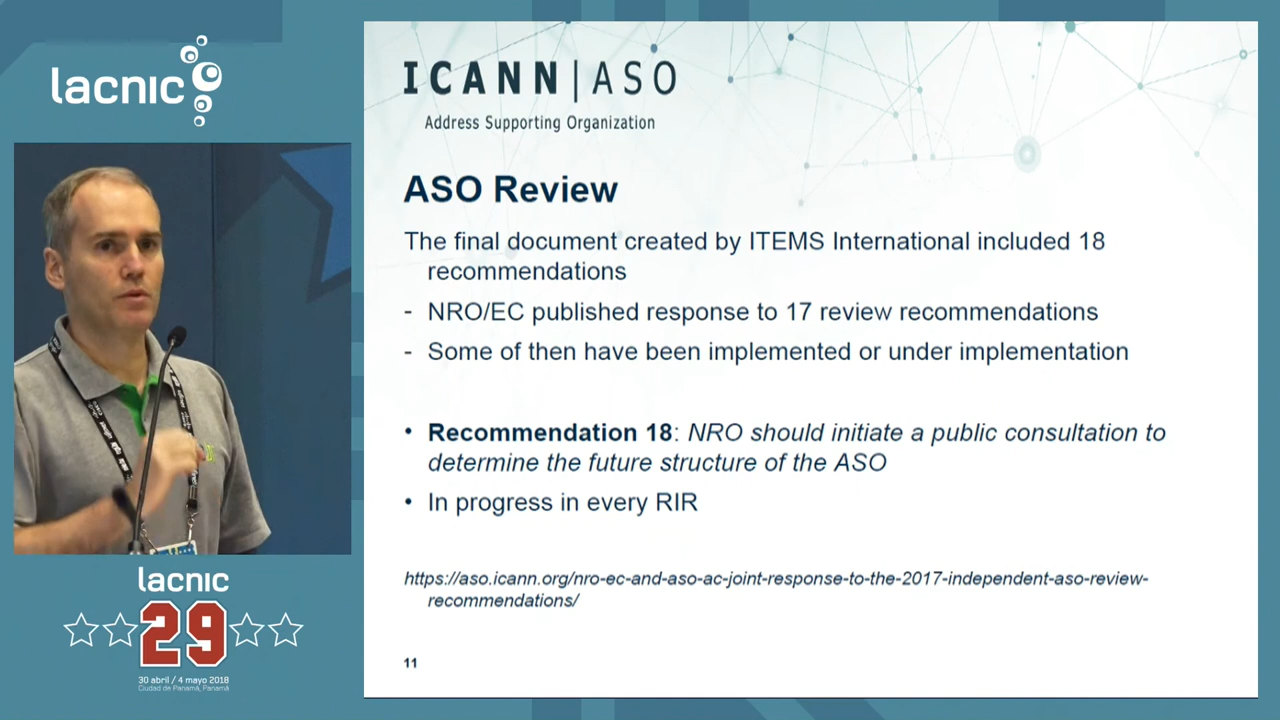 lacnic
ICANN|ASO
Address Supporting Organization
ASO Review
The final document created by ITEMS International included 18
recommendations
- NRO/EC published response to 17 review recommendations
- Some of then have been implemented or under implementation
• Recommendation 18: NRO should initiate a public consultation to
determine the future structure of the ASO
• In progress in every RIR
https://aso.icann.org/nro-ec-and-aso-ac-joint-response-to-the-2017-independent-aso-review-
recommendations/
11
lacnic
29
30 abril / 4 mayo 2018
Ciudad de Panamá, Panamá